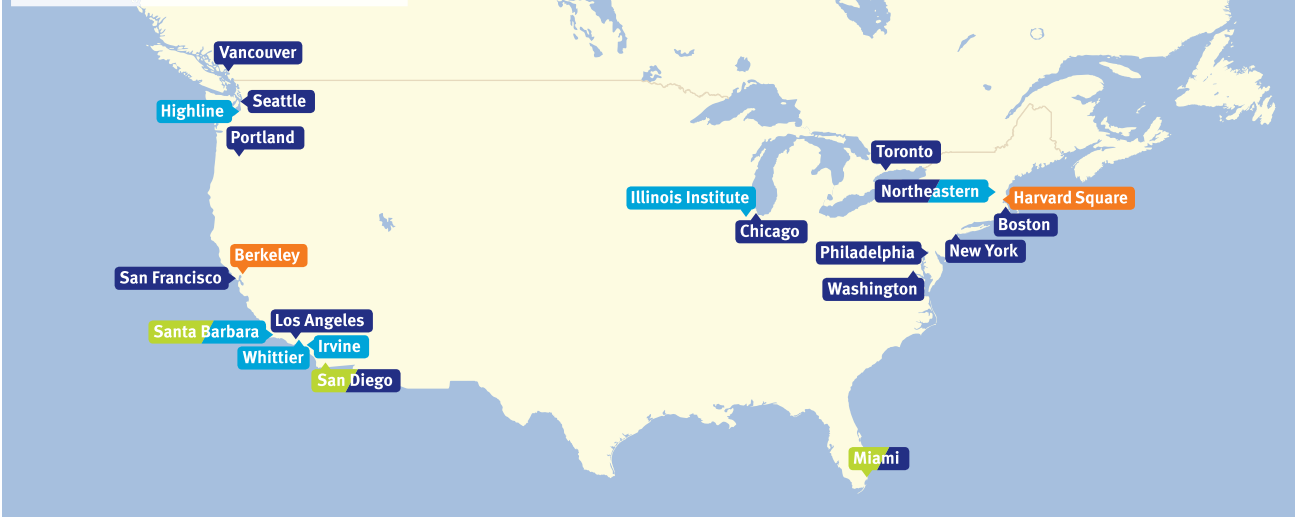 Vancouver
Seattle
Highline
Portland
Toronto
Northeastern
Illinois Institute
Harvard Square
Boston
Chicago
New York
Philadelphia
Berkeley
San Francisco
Washington
Los Angeles
Santa Barbara
Irvine
Whittier
San Diego
Miami